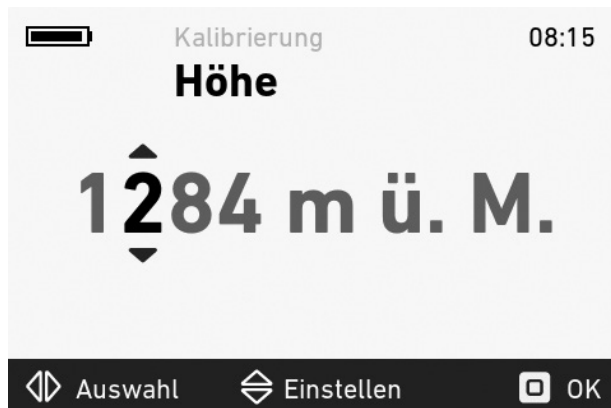 Kalibrierung 08:15
Höhe
1284 m ü. M.
Auswahl Einstellen OK